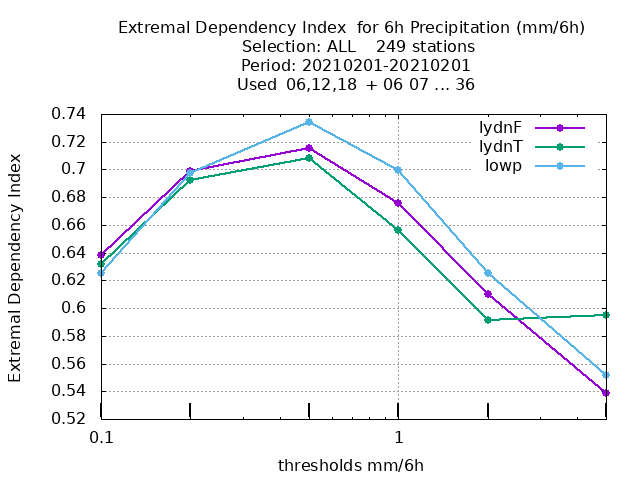 Extremal Dependency Index  for 6h Precipitation (mm/6h)
Selection: ALL    249 stations
Period: 20210201-20210201
Used  06,12,18  + 06 07 ... 36
Extremal Dependency Index
0.74
0.72
0.7
0.68
0.66
0.64
0.62
0.6
0.58
0.56
0.54
0.52
lydnF
lydnT
lowp
0.1
1
thresholds mm/6h